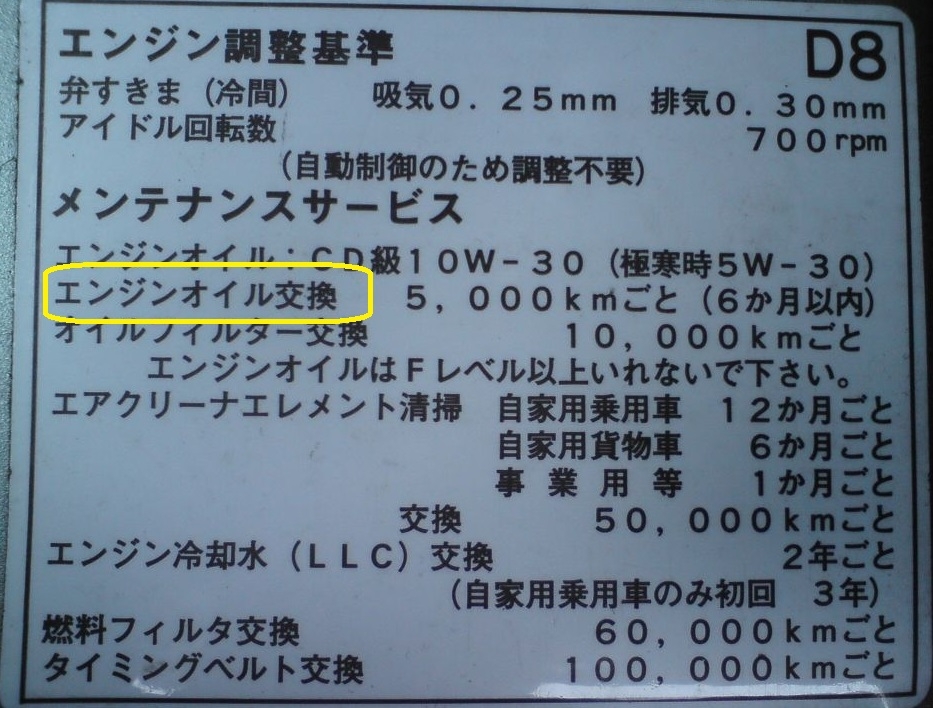 エンジン調整基準 D8
弁すきま（冷間） 吸気０．２５ｍｍ 排気０．３０ｍｍ
アイドル回転数 ７００rpm
（自動制御のため調整不要）
メンテナンスサービス
エンジンオイル：ＣＤ級１０Ｗ－３０（極寒時５Ｗ－３０）
エンジンオイル交換 ５，０００ｋｍごと（６か月以内）
オイルフィルター交換 １０，０００ｋｍごと
エンジンオイルはＦレベル以上いれないで下さい。
エアクリーナエレメント清掃 自家用乗用車 １２か月ごと
自家用貨物車 ６か月ごと
事業用等 １か月ごと
交換 ５０，０００ｋｍごと
エンジン冷却水（ＬＬＣ）交換 ２年ごと
（自家用乗用車のみ初回 ３年）
燃料フィルタ交換 ６０，０００ｋｍごと
タイミングベルト交換 １００，０００ｋｍごと